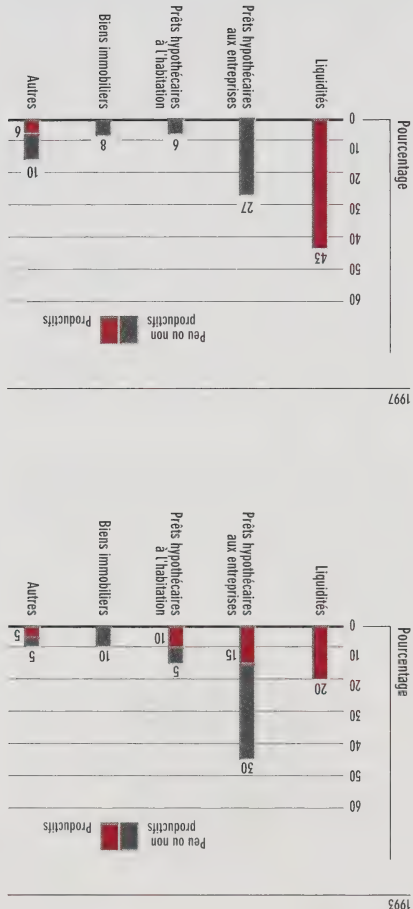 1995
Peu ou non ou
productifs
Productifs
60
50
40
30
20
10
0
Pourcentage
30
20
15
5
10
10
5
5
Liquidités
Prêts hypothécaires
aux entreprises
Prêts hypothécaires
à l'habitation
Biens immobiliers
Autres
1997
Peu ou non ou
productifs
Productifs
60
50
40
30
20
10
0
Pourcentage
43
27
6
8
10
6
Liquidités
Prêts hypothécaires
aux entreprises
Prêts hypothécaires
à l'habitation
Biens immobiliers
Autres